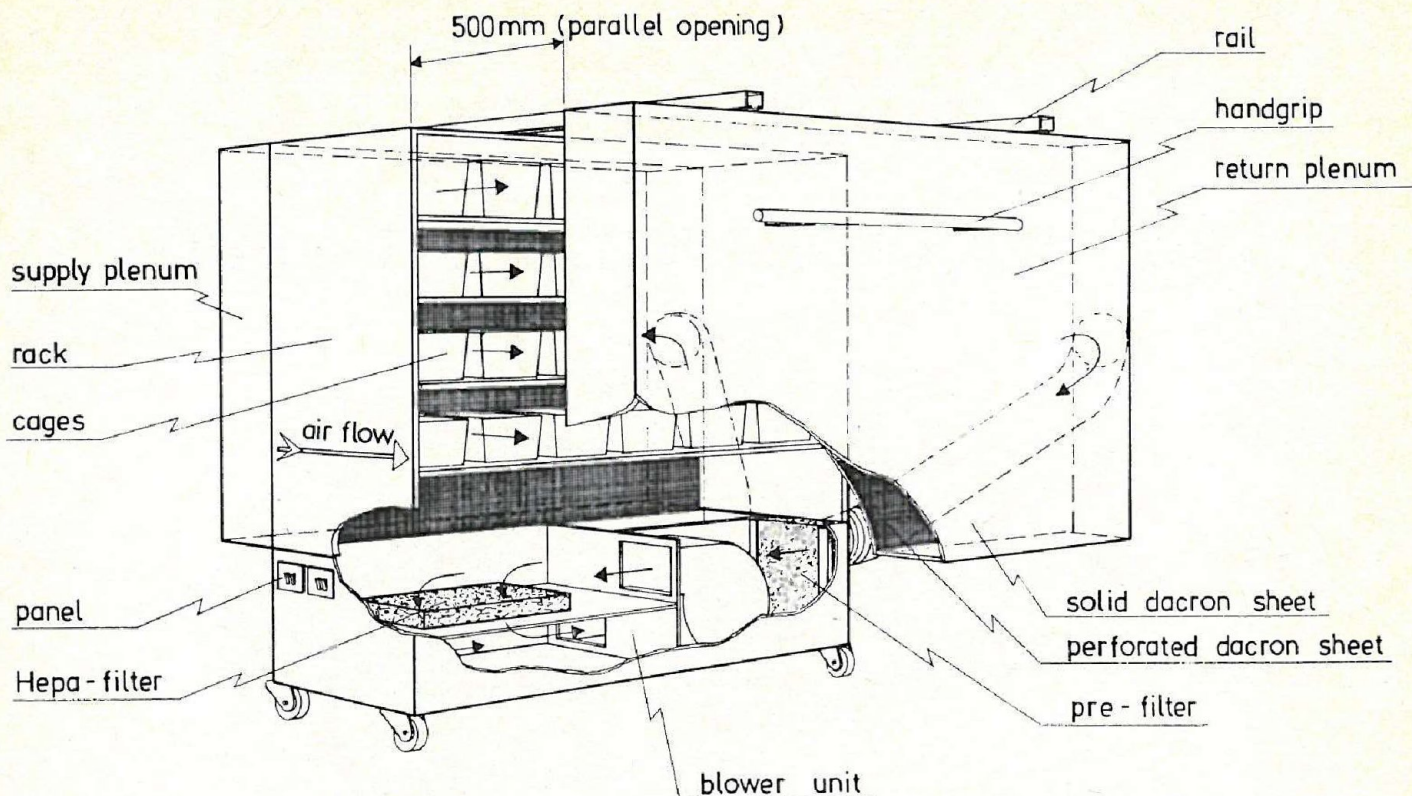 500mm (parallel opening)
rail
handgrip
return plenum
supply plenum
rack
cages
air flow
panel
Hepa-filter
solid dacron sheet
perforated dacron sheet
pre-filter
blower unit